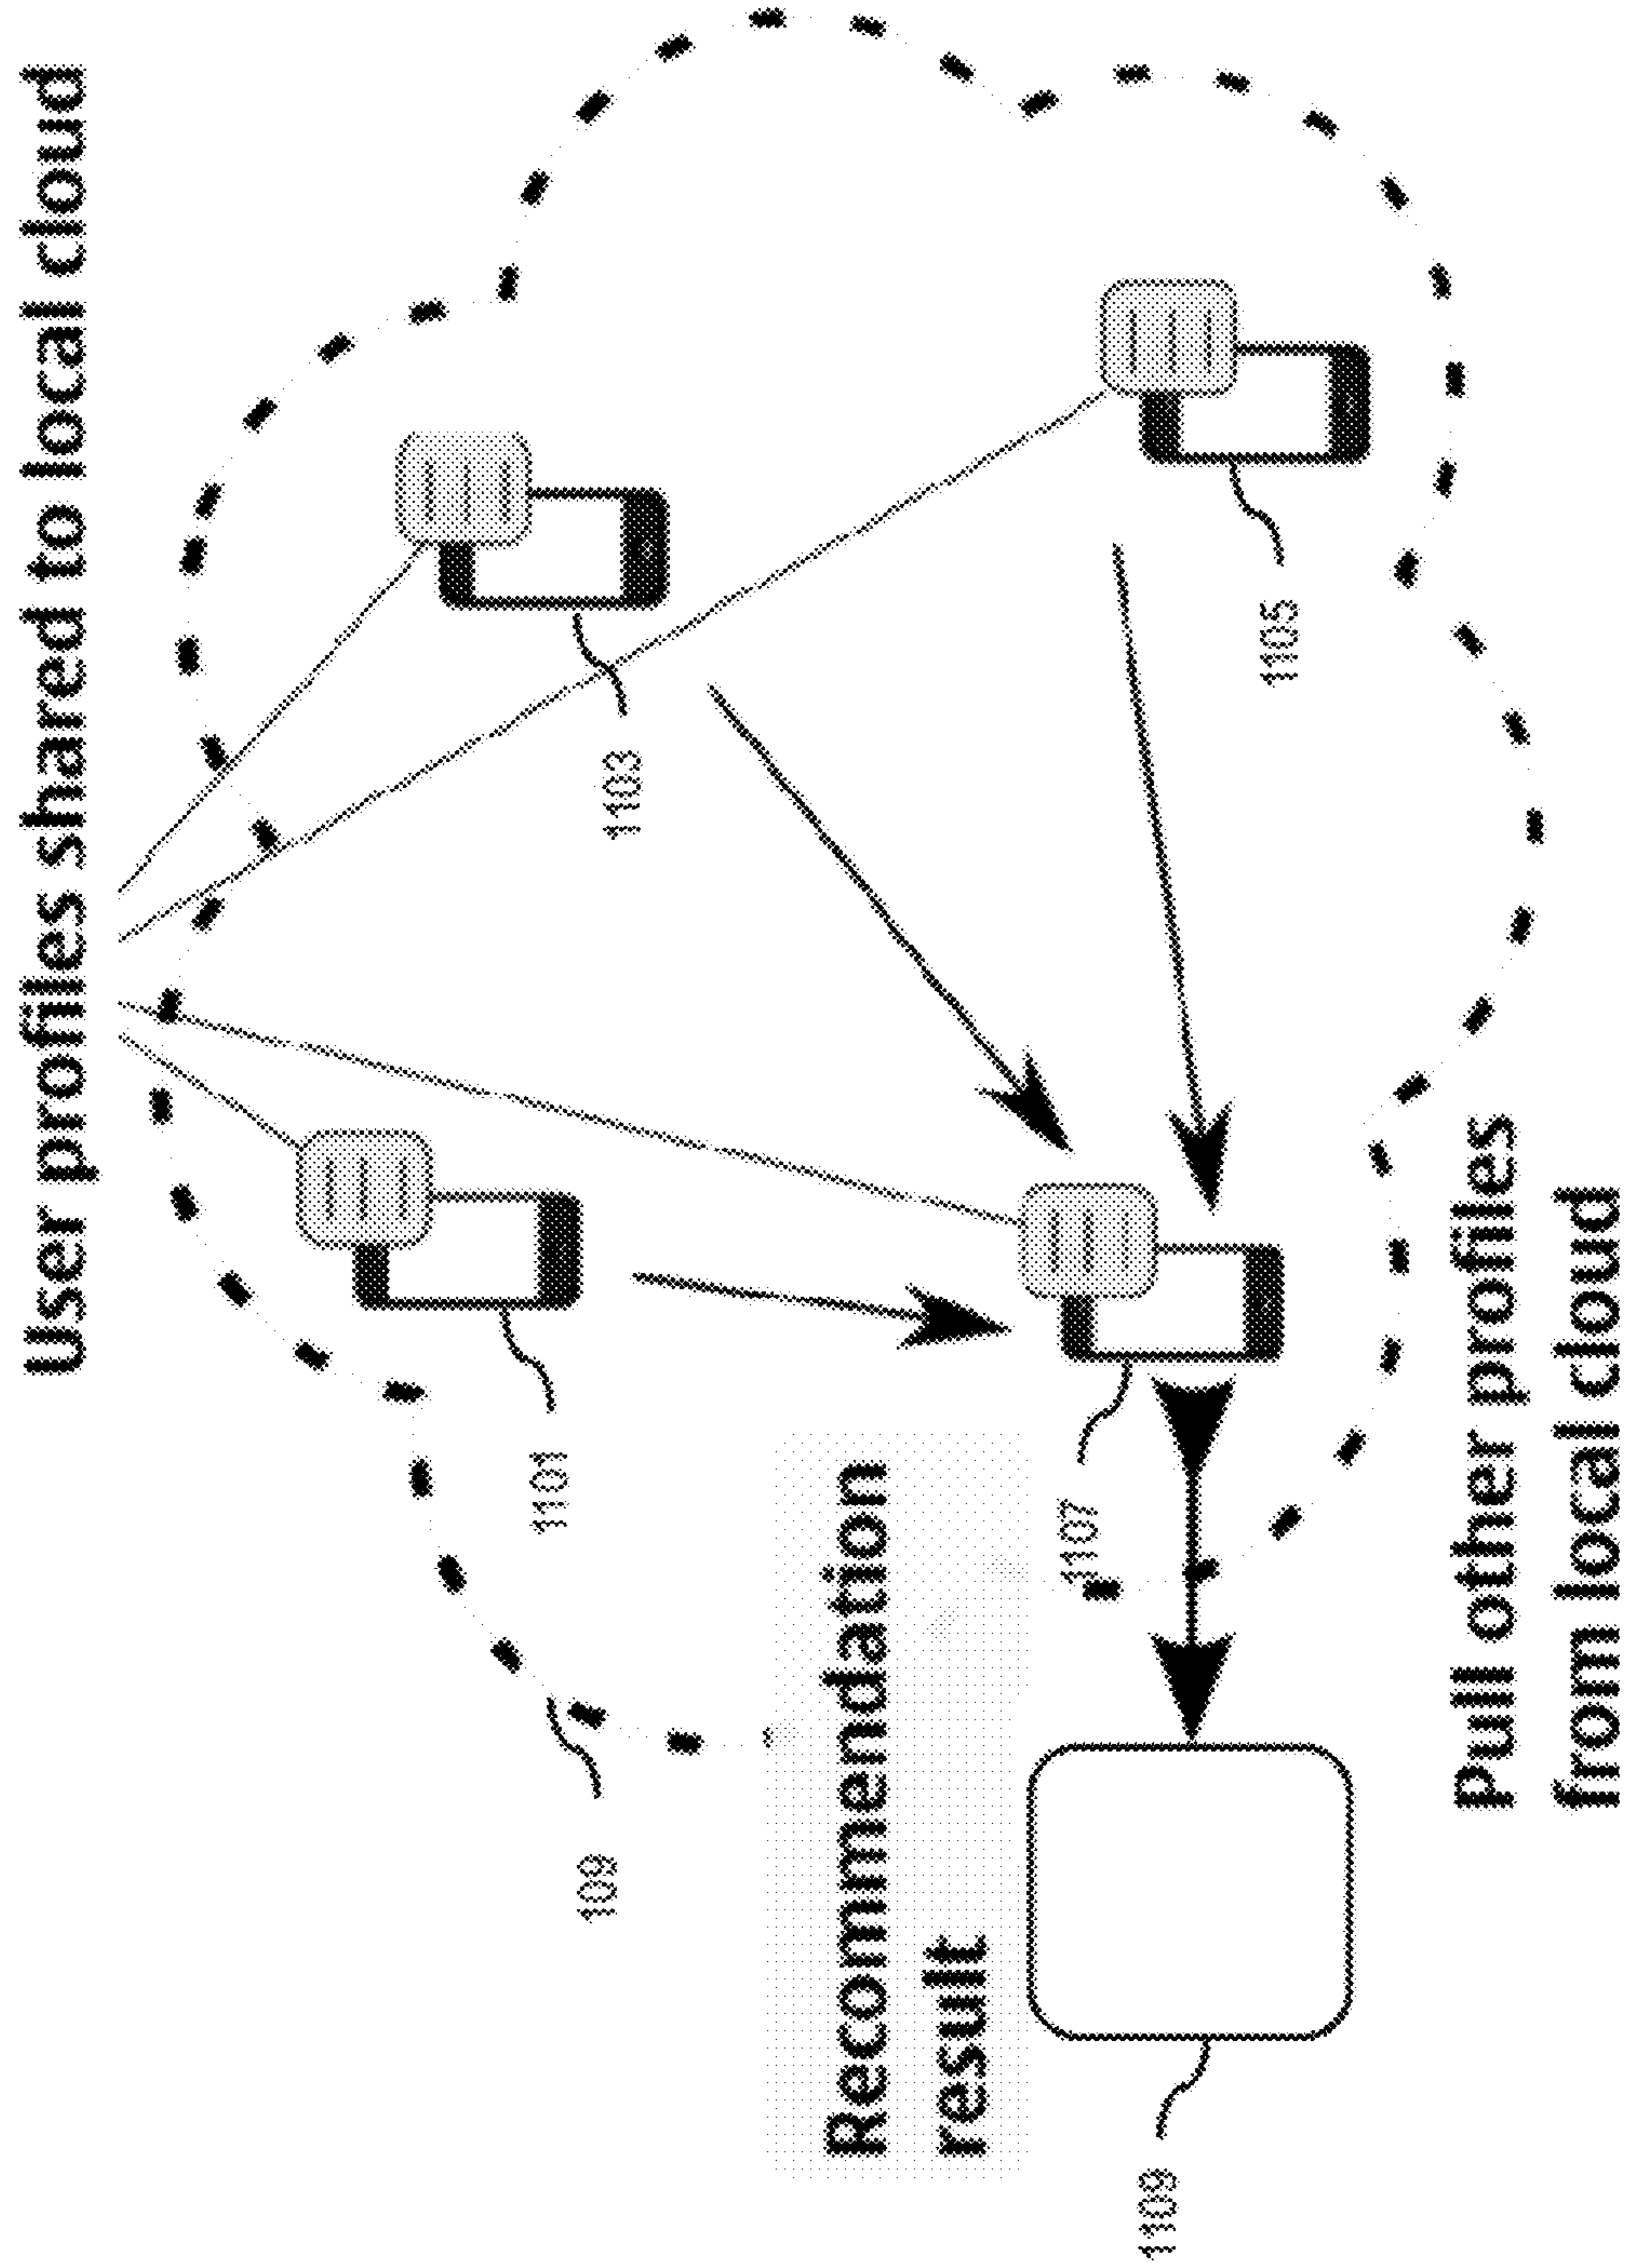 User profiles shared to local cloud
1103
1105
1101
1107
109
Recommendation
result
1109
Pull other profiles
from local cloud